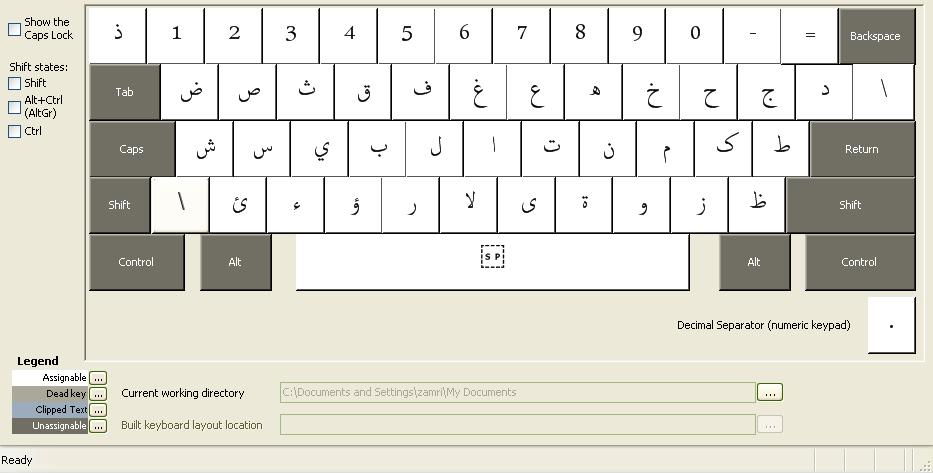 Show the
Caps Lock
Shift states:
Shift
Alt+Ctrl
(AltGr)
Ctrl
ذ 1 2 3 4 5 6 7 8 9 0 - = Backspace
Tab ض ص ث ق ف غ ع ه خ ح ج د \
Caps ش س ي ب ل ا ت ن م ک ط Return
Shift \ ئ ء ؤ ر لا ى ة و ز ظ Shift
Control Alt SP Alt Control
Decimal Separator (numeric keypad) .
Legend
Assignable ...
Dead key ...
Clipped Text ...
Unassignable ...
Current working directory C:\Documents and Settings\zamri\My Documents ...
Built keyboard layout location ...
Ready